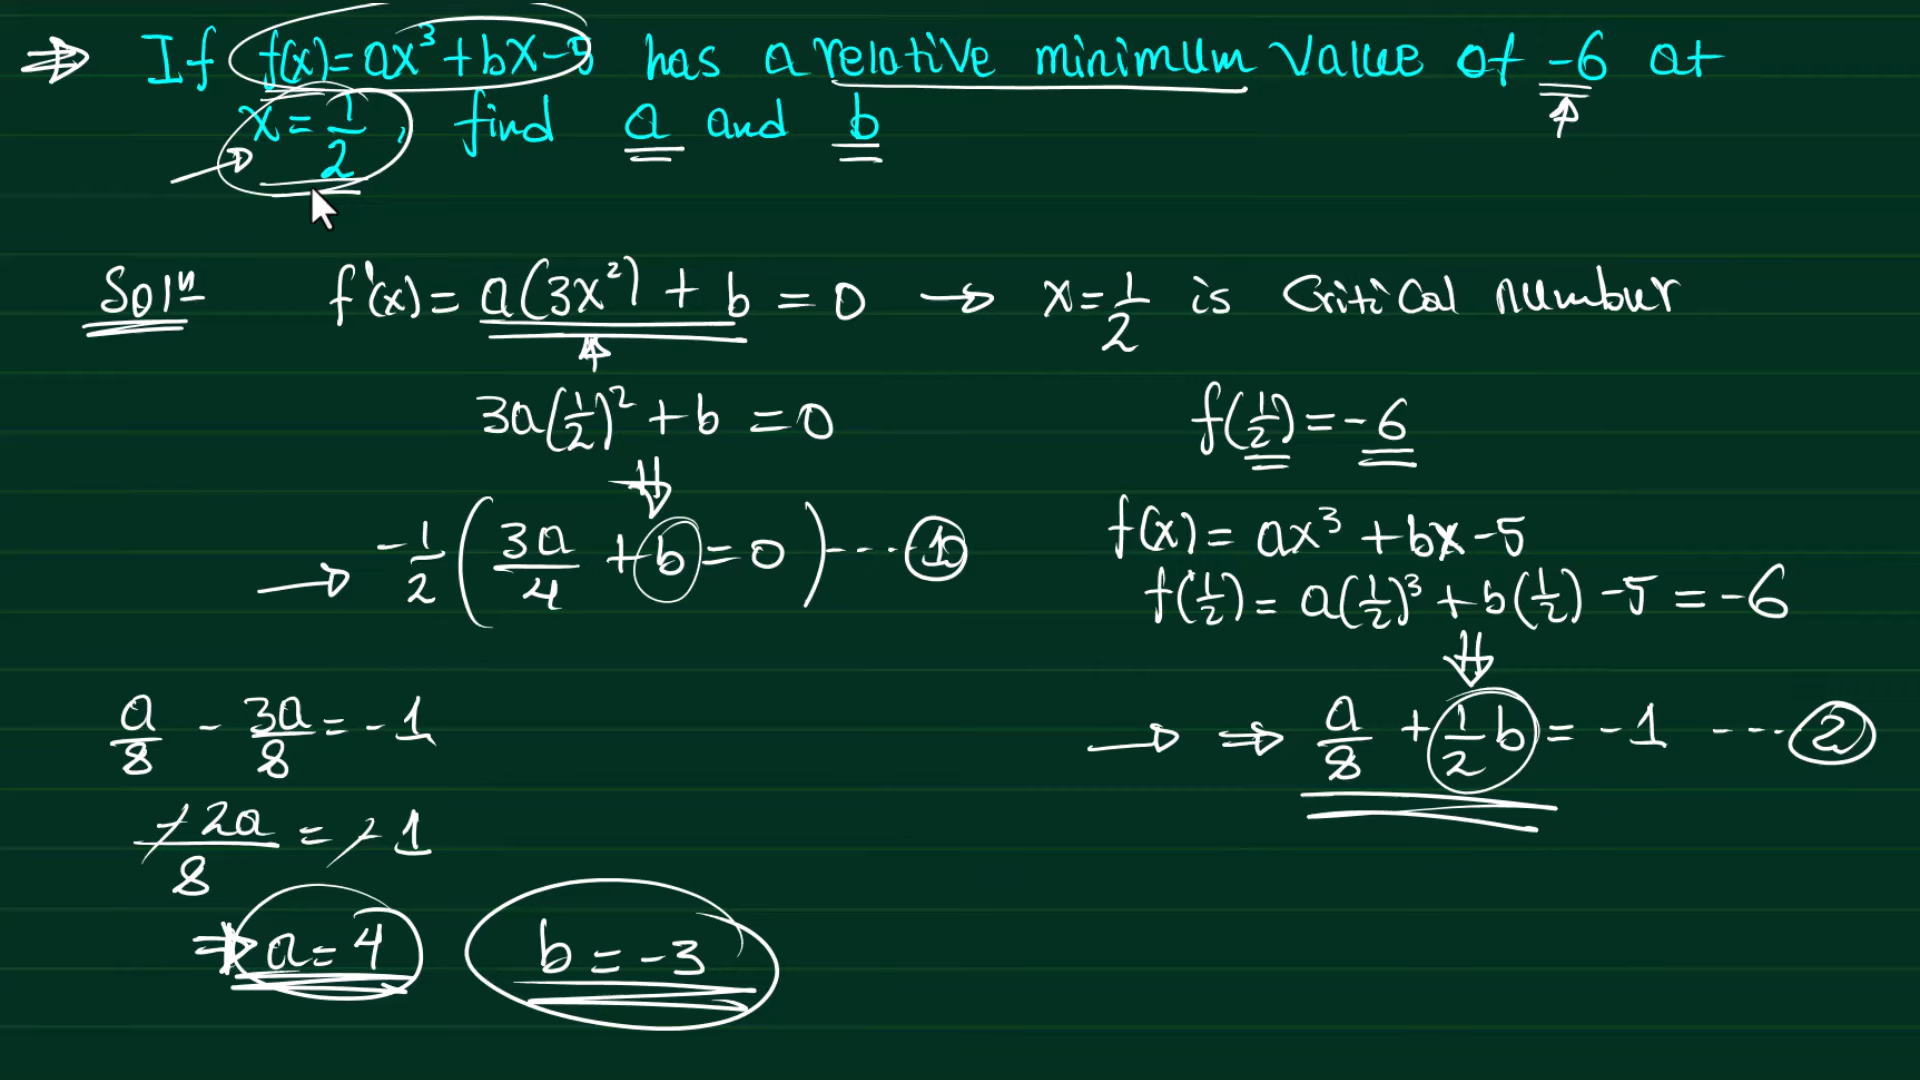 ⇒ If f(x)=ax³+bx-5 has a relative minimum value of -6 at
x=1/2, find a and b
Solⁿ f'(x)= a(3x²) + b = 0 → x=1/2 is Critical number
3a(1/2)² + b = 0
f(1/2)= -6
→ -1/2 (3a/4 + b = 0) --- ①
f(x)= ax³ + bx -5
f(1/2)= a(1/2)³ + b(1/2) -5 = -6
a/8 - 3a/8 = -1
→ ⇒ a/8 + 1/2 b = -1 --- ②
-2a/8 = -1
⇒ a=4 b = -3